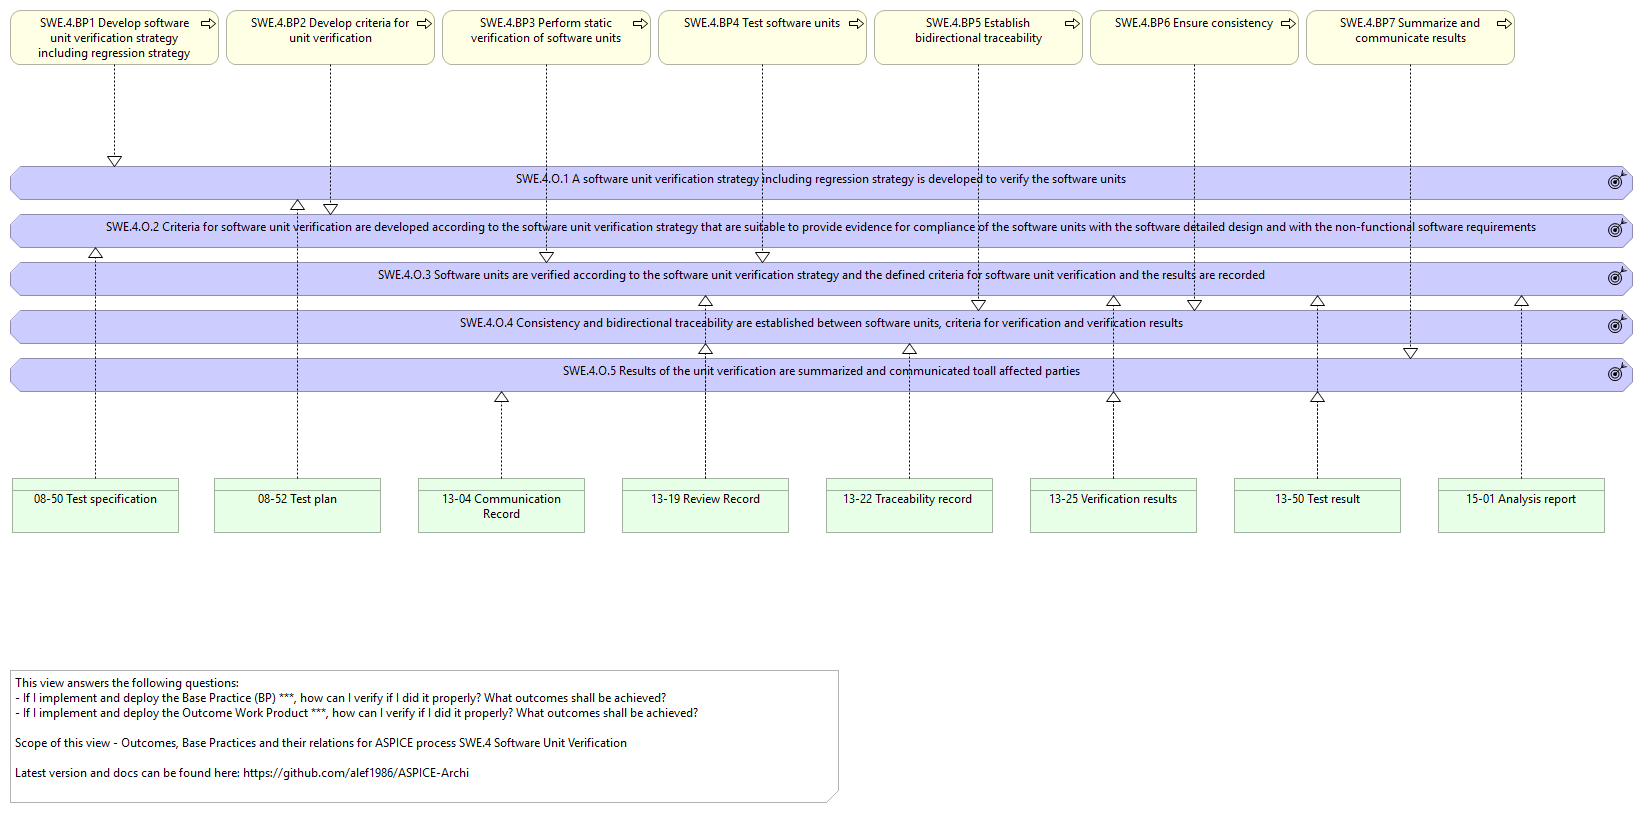 SWE.4.BP1 Develop software
unit verification strategy
including regression strategy
SWE.4.BP2 Develop criteria for
unit verification
SWE.4.BP3 Perform static
verification of software units
SWE.4.BP4 Test software units
SWE.4.BP5 Establish
bidirectional traceability
SWE.4.BP6 Ensure consistency
SWE.4.BP7 Summarize and
communicate results
SWE.4.O.1 A software unit verification strategy including regression strategy is developed to verify the software units
SWE.4.O.2 Criteria for software unit verification are developed according to the software unit verification strategy that are suitable to provide evidence for compliance of the software units with the software detailed design and with the non-functional software requirements
SWE.4.O.3 Software units are verified according to the software unit verification strategy and the defined criteria for software unit verification and the results are recorded
SWE.4.O.4 Consistency and bidirectional traceability are established between software units, criteria for verification and verification results
SWE.4.O.5 Results of the unit verification are summarized and communicated toall affected parties
08-50 Test specification
08-52 Test plan
13-04 Communication
Record
13-19 Review Record
13-22 Traceability record
13-25 Verification results
13-50 Test result
15-01 Analysis report
This view answers the following questions:
- If I implement and deploy the Base Practice (BP) ***, how can I verify if I did it properly? What outcomes shall be achieved?
- If I implement and deploy the Outcome Work Product ***, how can I verify if I did it properly? What outcomes shall be achieved?
Scope of this view - Outcomes, Base Practices and their relations for ASPICE process SWE.4 Software Unit Verification
Latest version and docs can be found here: https://github.com/alef1986/ASPICE-Archi